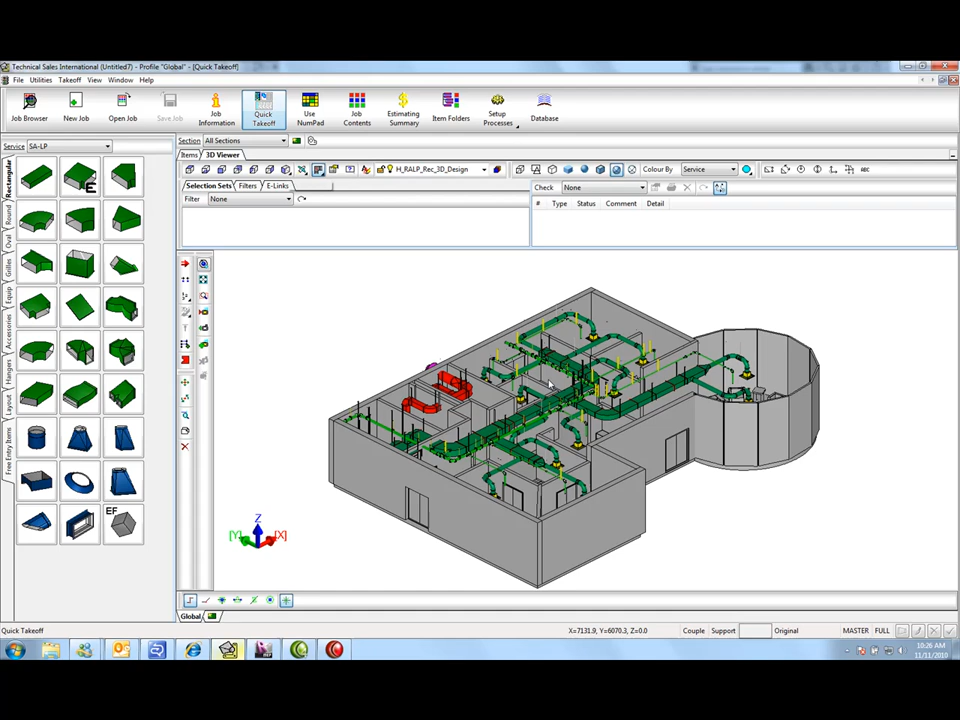 Technical Sales International (Untitled7) - Profile "Global" - [Quick Takeoff]
File Utilities Takeoff View Window Help
Job Browser New Job Open Job Save Job Job Information Quick Takeoff Use NumPad Job Contents Estimating Summary Item Folders Setup Processes Database
Service SA-LP
Section All Sections
Items 3D Viewer
H_RALP_Rec_3D_Design Colour By Service
Selection Sets Filters E-Links
Check None
Filter None
# Type Status Comment Detail
Rectangular
Round
Oval
Grilles
Equip
Accessories
Hangers
Layout
Free Entry Items
E
EF
Z
[Y] [X]
Global
Quick Takeoff
X=7131.9, Y=6070.3, Z=0.0 Couple Support Original MASTER FULL
10:26 AM
11/11/2010